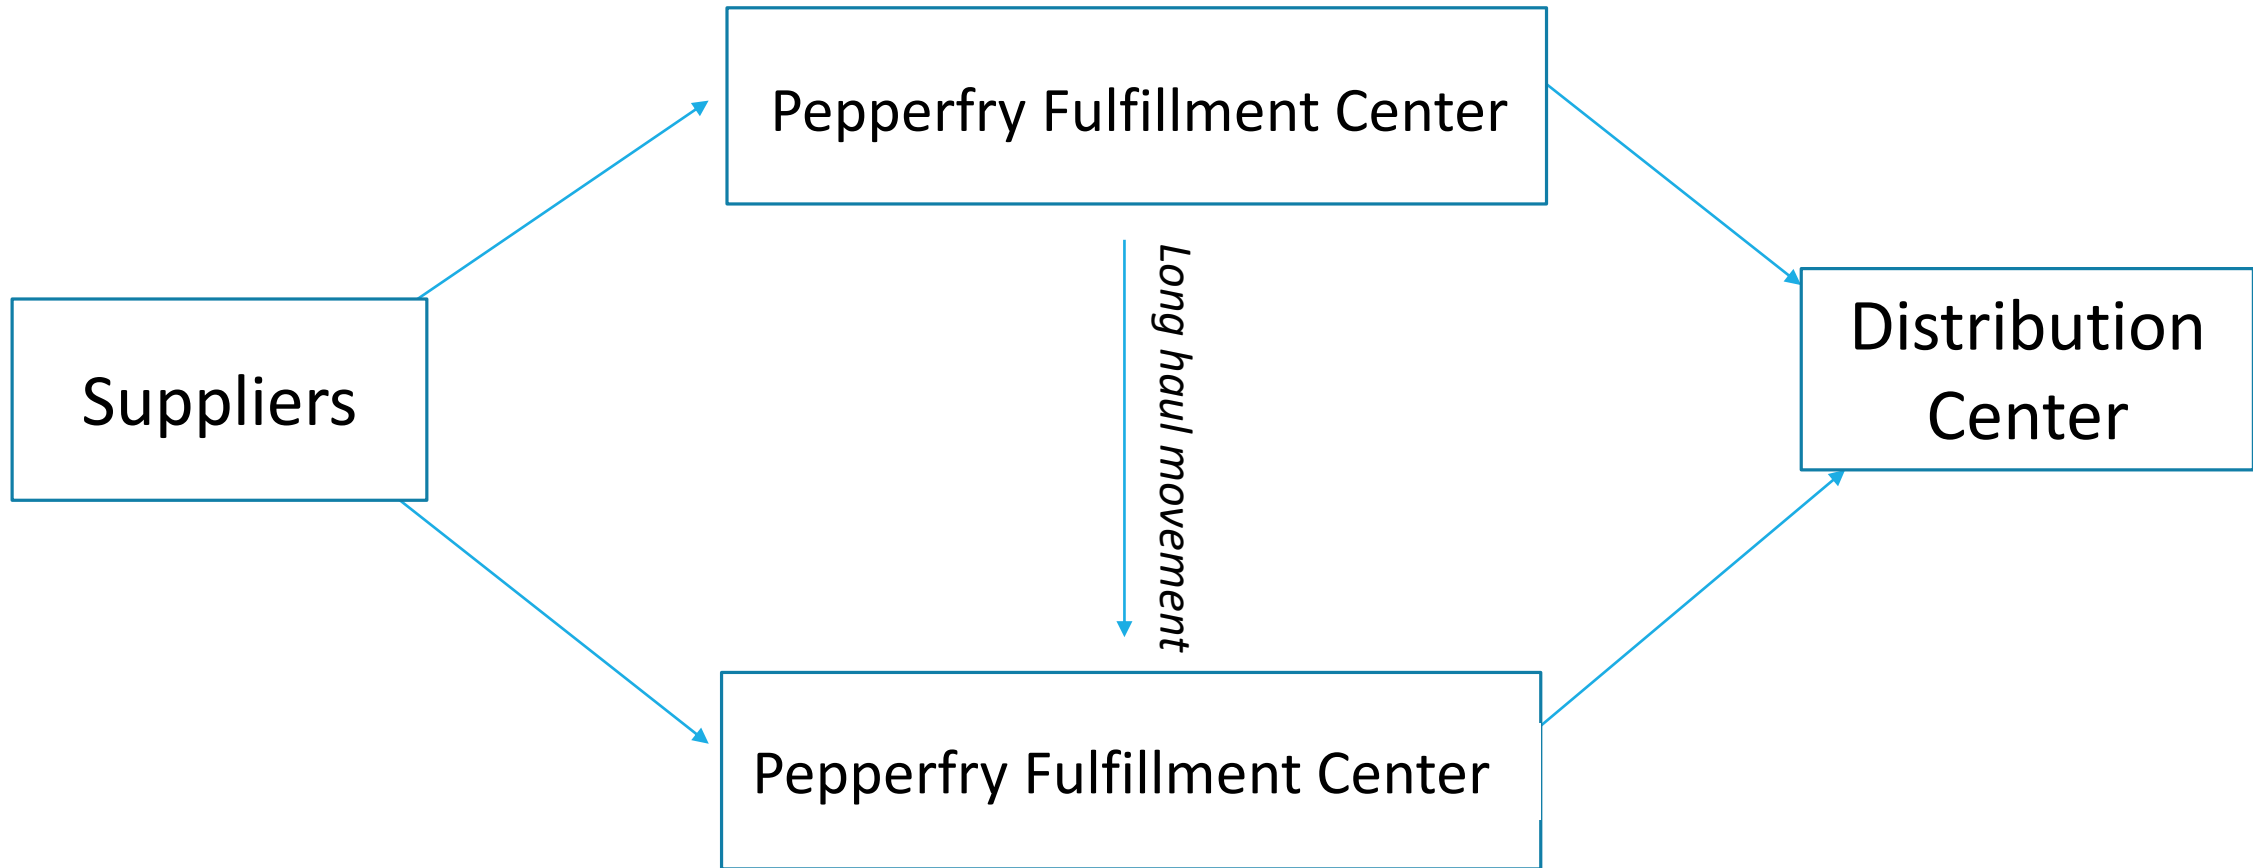 Pepperfry Fulfillment Center
Suppliers
Long haul movement
Distribution
Center
Pepperfry Fulfillment Center